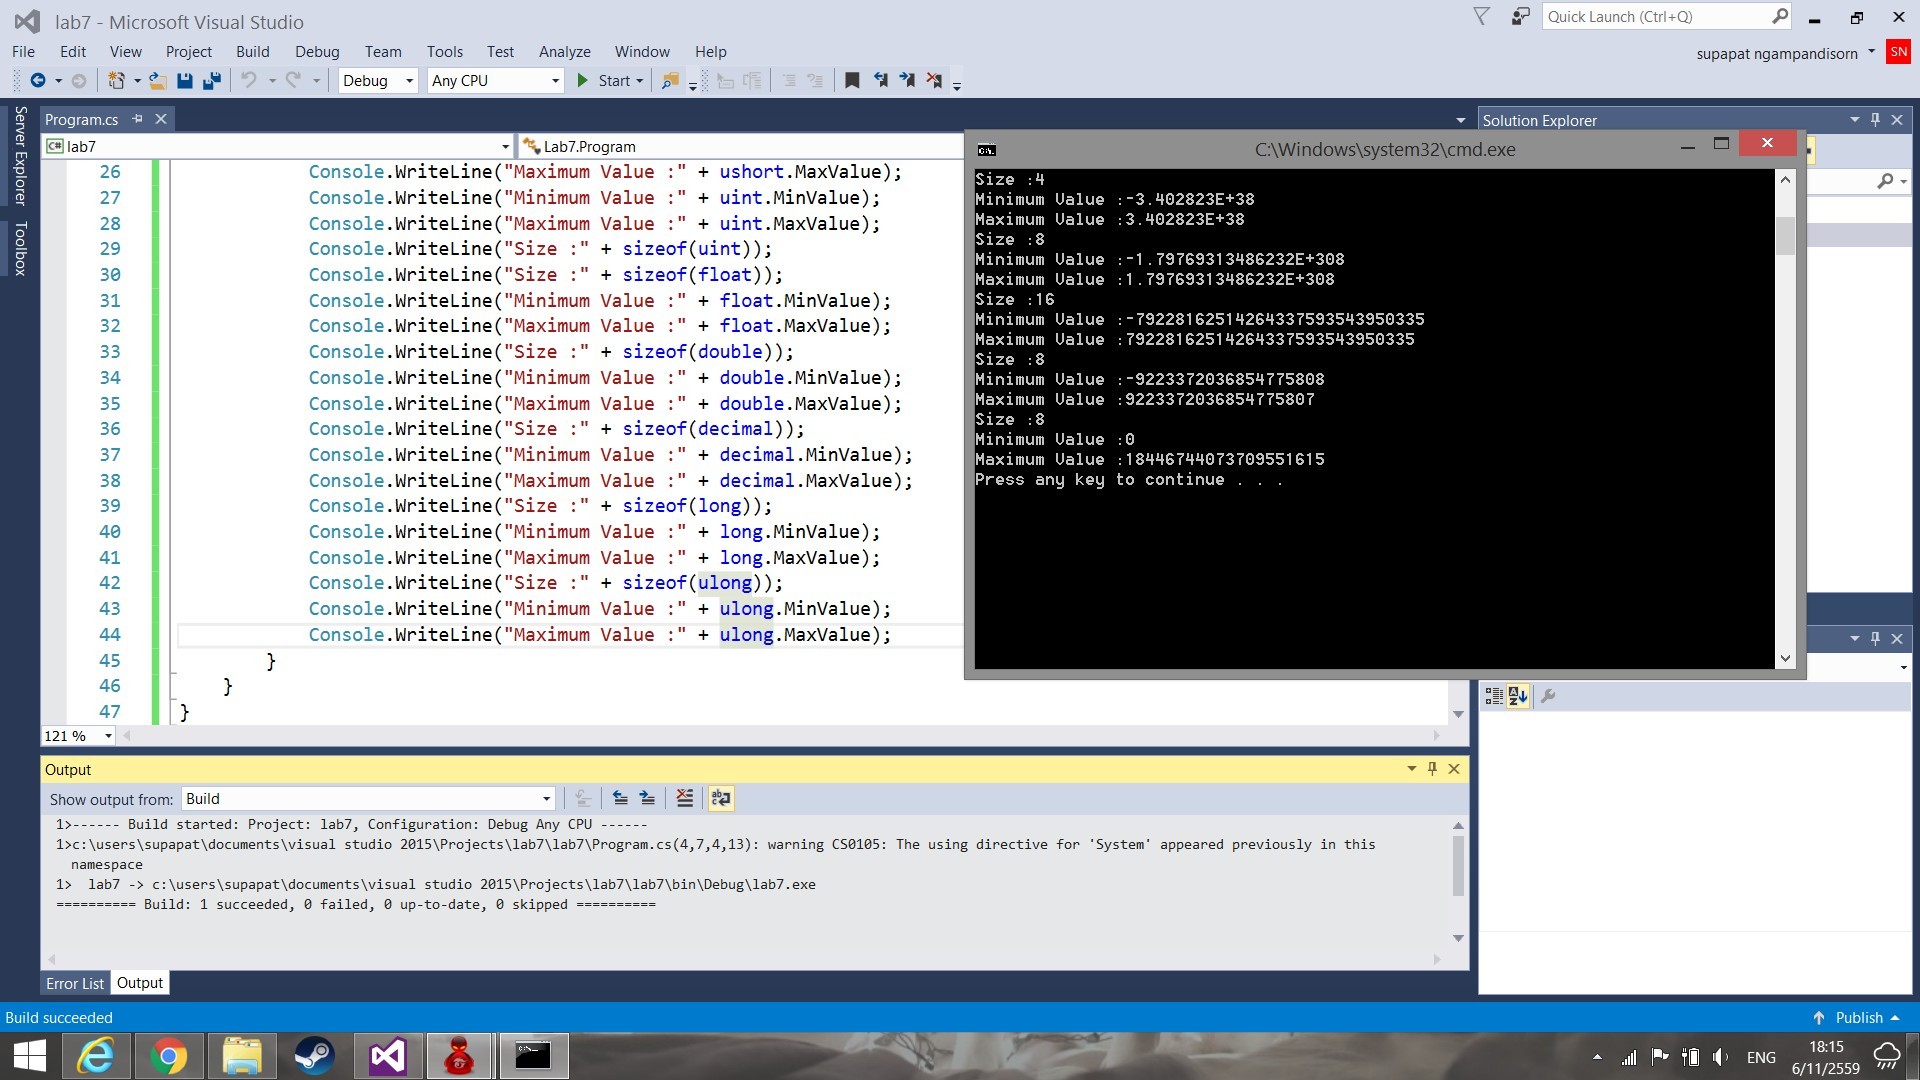 lab7 - Microsoft Visual Studio
Quick Launch (Ctrl+Q)
File Edit View Project Build Debug Team Tools Test Analyze Window Help
supapat ngampandisorn SN
Debug Any CPU Start
Server Explorer
Toolbox
Program.cs
C# lab7
Lab7.Program
26 Console.WriteLine("Maximum Value :" + ushort.MaxValue);
27 Console.WriteLine("Minimum Value :" + uint.MinValue);
28 Console.WriteLine("Maximum Value :" + uint.MaxValue);
29 Console.WriteLine("Size :" + sizeof(uint));
30 Console.WriteLine("Size :" + sizeof(float));
31 Console.WriteLine("Minimum Value :" + float.MinValue);
32 Console.WriteLine("Maximum Value :" + float.MaxValue);
33 Console.WriteLine("Size :" + sizeof(double));
34 Console.WriteLine("Minimum Value :" + double.MinValue);
35 Console.WriteLine("Maximum Value :" + double.MaxValue);
36 Console.WriteLine("Size :" + sizeof(decimal));
37 Console.WriteLine("Minimum Value :" + decimal.MinValue);
38 Console.WriteLine("Maximum Value :" + decimal.MaxValue);
39 Console.WriteLine("Size :" + sizeof(long));
40 Console.WriteLine("Minimum Value :" + long.MinValue);
41 Console.WriteLine("Maximum Value :" + long.MaxValue);
42 Console.WriteLine("Size :" + sizeof(ulong));
43 Console.WriteLine("Minimum Value :" + ulong.MinValue);
44 Console.WriteLine("Maximum Value :" + ulong.MaxValue);
45 }
46 }
47 }
121 %
C:\Windows\system32\cmd.exe
Size :4
Minimum Value :-3.402823E+38
Maximum Value :3.402823E+38
Size :8
Minimum Value :-1.79769313486232E+308
Maximum Value :1.79769313486232E+308
Size :16
Minimum Value :-79228162514264337593543950335
Maximum Value :79228162514264337593543950335
Size :8
Minimum Value :-9223372036854775808
Maximum Value :9223372036854775807
Size :8
Minimum Value :0
Maximum Value :18446744073709551615
Press any key to continue . . .
Solution Explorer
Output
Show output from: Build
1>------ Build started: Project: lab7, Configuration: Debug Any CPU ------
1>c:\users\supapat\documents\visual studio 2015\Projects\lab7\lab7\Program.cs(4,7,4,13): warning CS0105: The using directive for 'System' appeared previously in this
namespace
1>  lab7 -> c:\users\supapat\documents\visual studio 2015\Projects\lab7\lab7\bin\Debug\lab7.exe
========== Build: 1 succeeded, 0 failed, 0 up-to-date, 0 skipped ==========
Error List Output
Build succeeded
Publish
ENG
18:15
6/11/2559